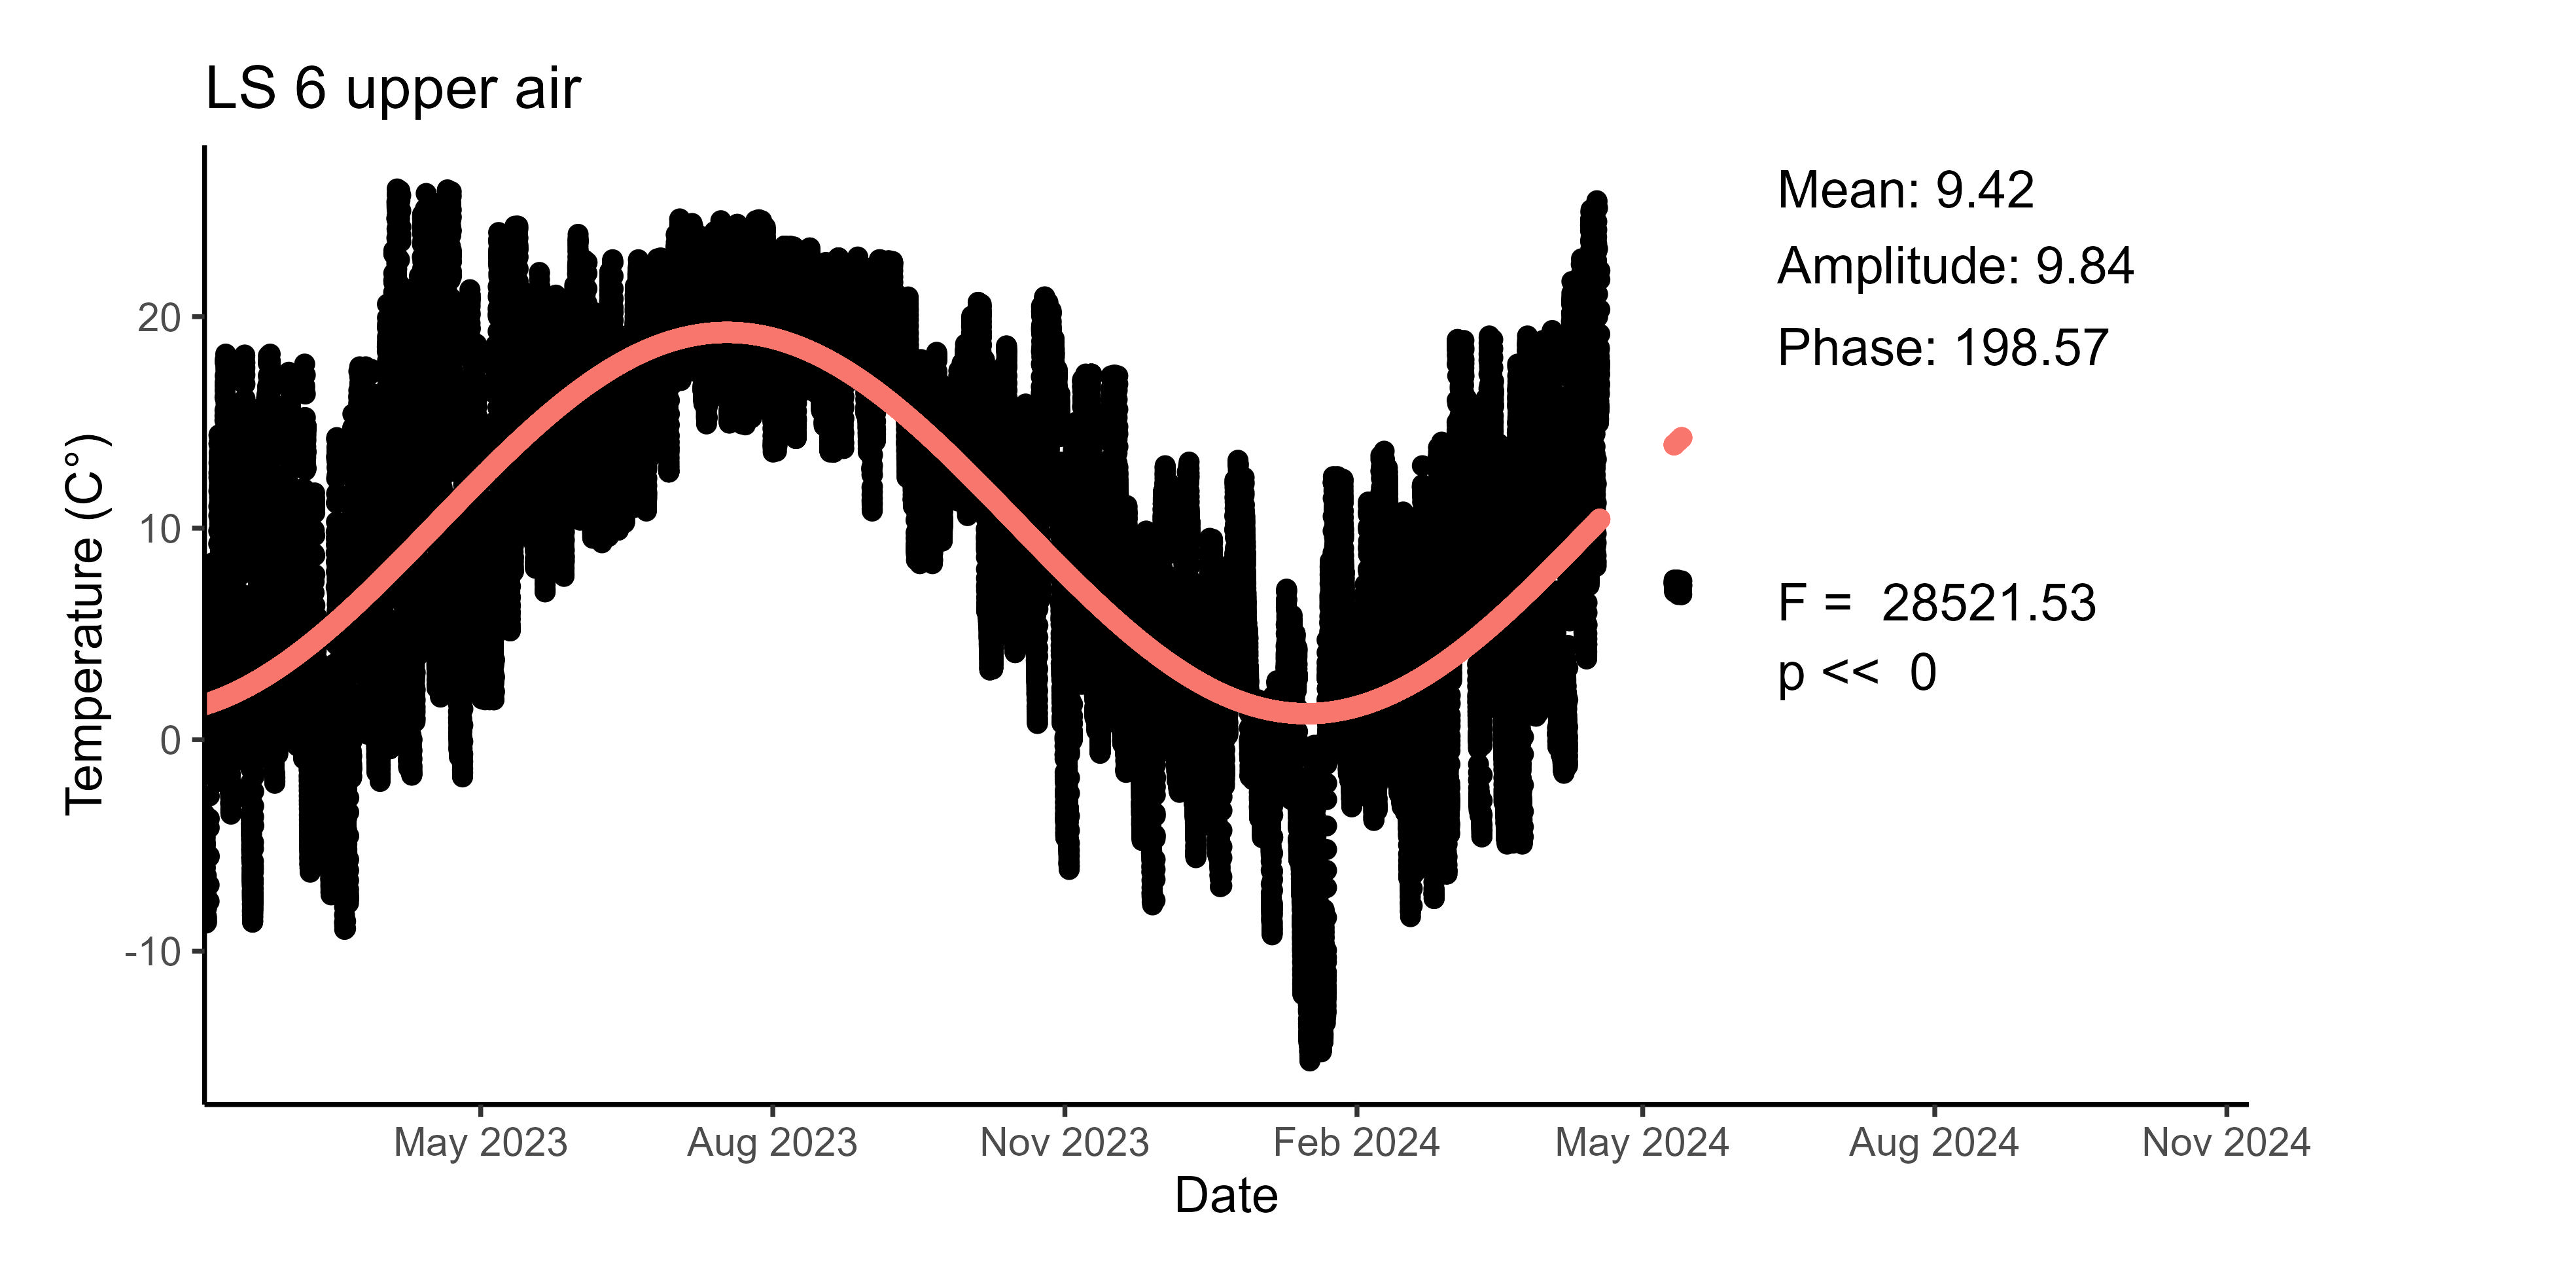 LS 6 upper air
Mean: 9.42
Amplitude: 9.84
Phase: 198.57
F =  28521.53
p <<  0
Temperature (C°)
20
10
0
-10
May 2023
Aug 2023
Nov 2023
Feb 2024
May 2024
Aug 2024
Nov 2024
Date